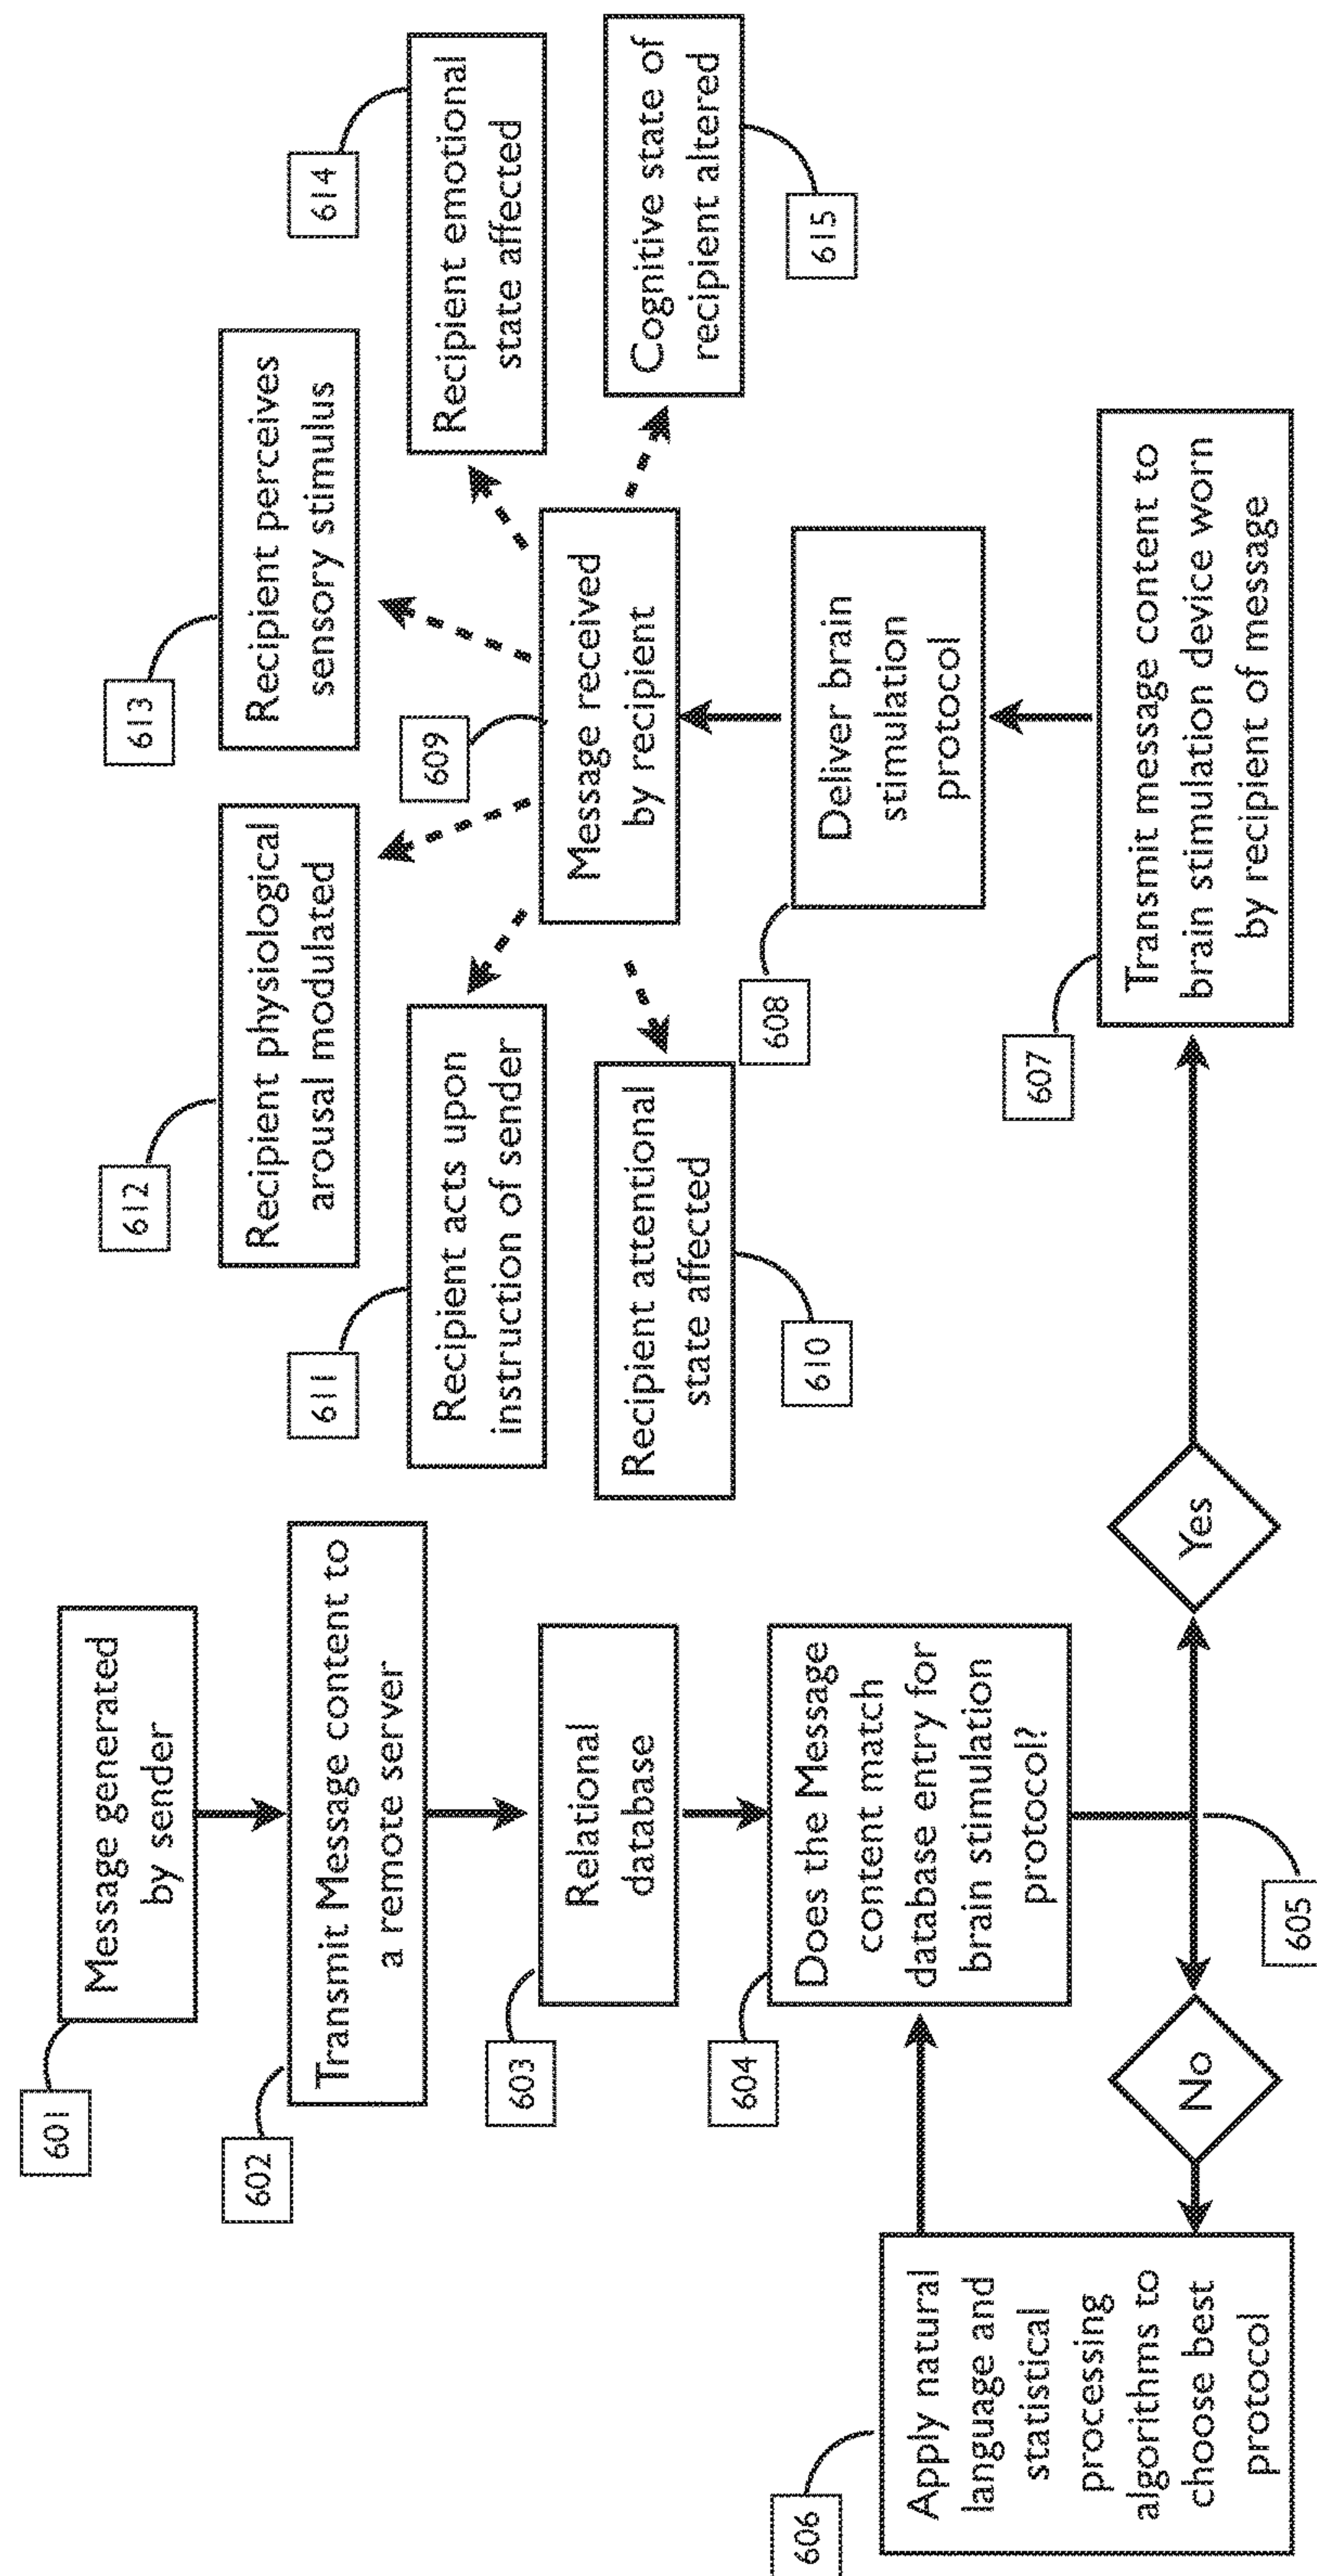 601
Message generated
by sender
602
Transmit Message content to
a remote server
603
Relational
database
604
Does the Message
content match
database entry for
brain stimulation
protocol?
605
No
Yes
606
Apply natural
language and
statistical
processing
algorithms to
choose best
protocol
607
Transmit message content to
brain stimulation device worn
by recipient of message
608
Deliver brain
stimulation
protocol
609
Message received
by recipient
610
Recipient attentional
state affected
611
Recipient acts upon
instruction of sender
612
Recipient physiological
arousal modulated
613
Recipient perceives
sensory stimulus
614
Recipient emotional
state affected
615
Cognitive state of
recipient altered